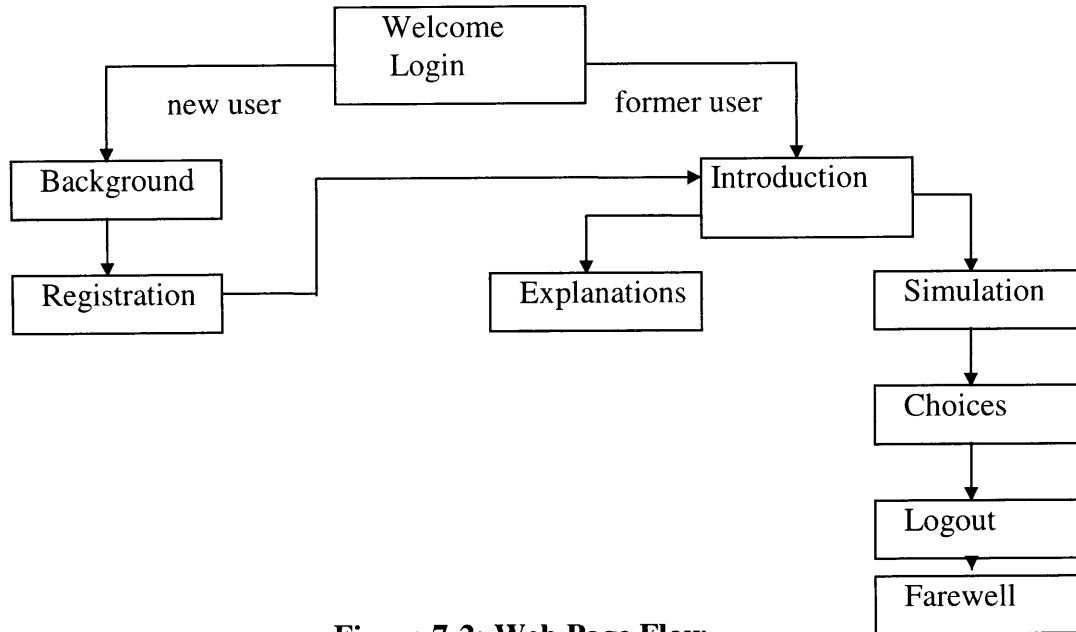 Welcome
Login
new user
former user
Background
Introduction
Registration
Explanations
Simulation
Choices
Logout
Farewell
Figure 7-2: Web Page Flow